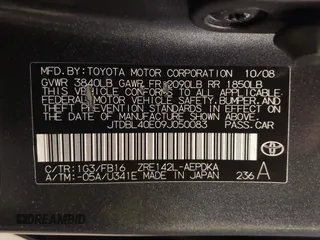 MFD. BY: TOYOTA MOTOR CORPORATION 10/08
GVWR 3840LB GAWR FR 2090LB RR 1850LB
THIS VEHICLE CONFORMS TO ALL APPLICABLE
FEDERAL MOTOR VEHICLE SAFETY, BUMPER, AND
THEFT PREVENTION STANDARDS IN EFFECT ON
THE DATE OF MANUFACTURE SHOWN ABOVE.
JTDBL40E09J050083 PASS.CAR
C/TR:1G3/FB16 ZRE142L-AEPDKA
A/TM:-05A/U341E MADE IN JAPAN 236 A
TOYOTA